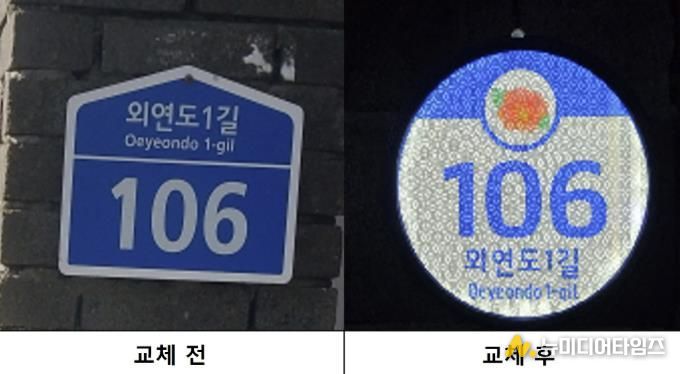 외연도1길
Oeyeondo 1-gil
106
106
외연도1길
Oeyeondo 1-gil
교체 전
교체 후
뉴미디어타임즈